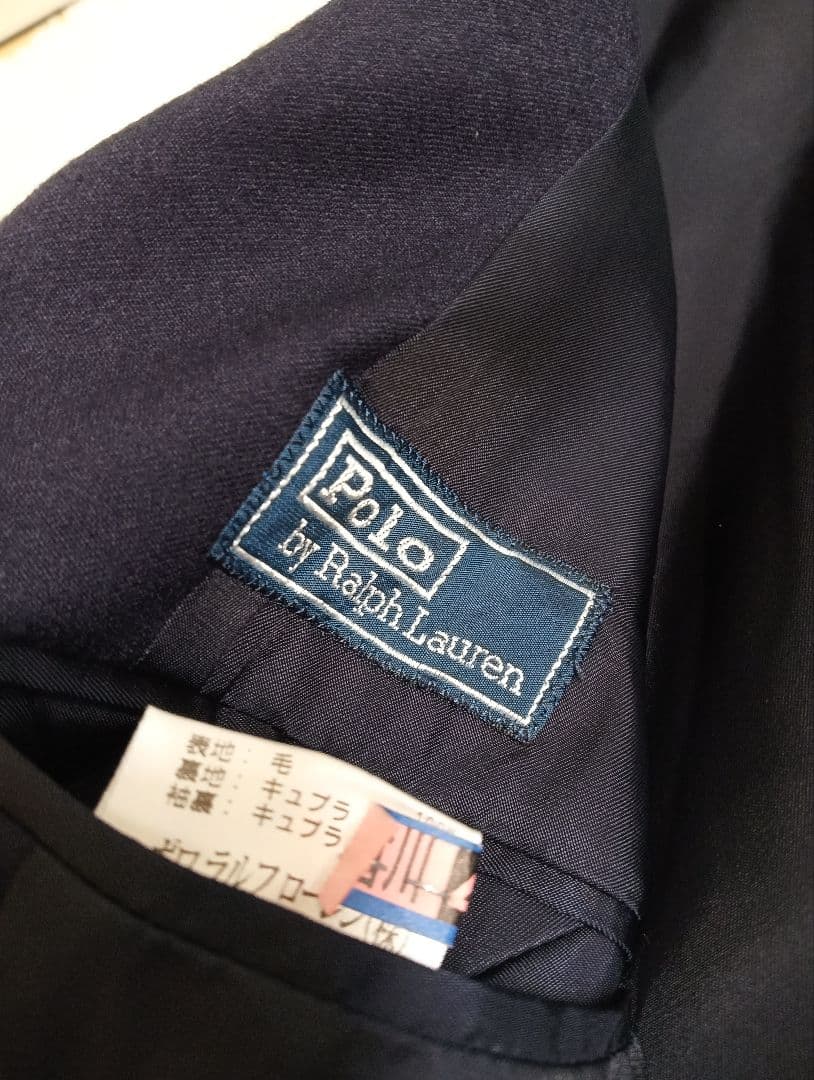 Polo
by Ralph Lauren
表地... 毛
裏地... キュプラ
袖裏.... キュプラ
ポロ ラルフ ローレン(株)